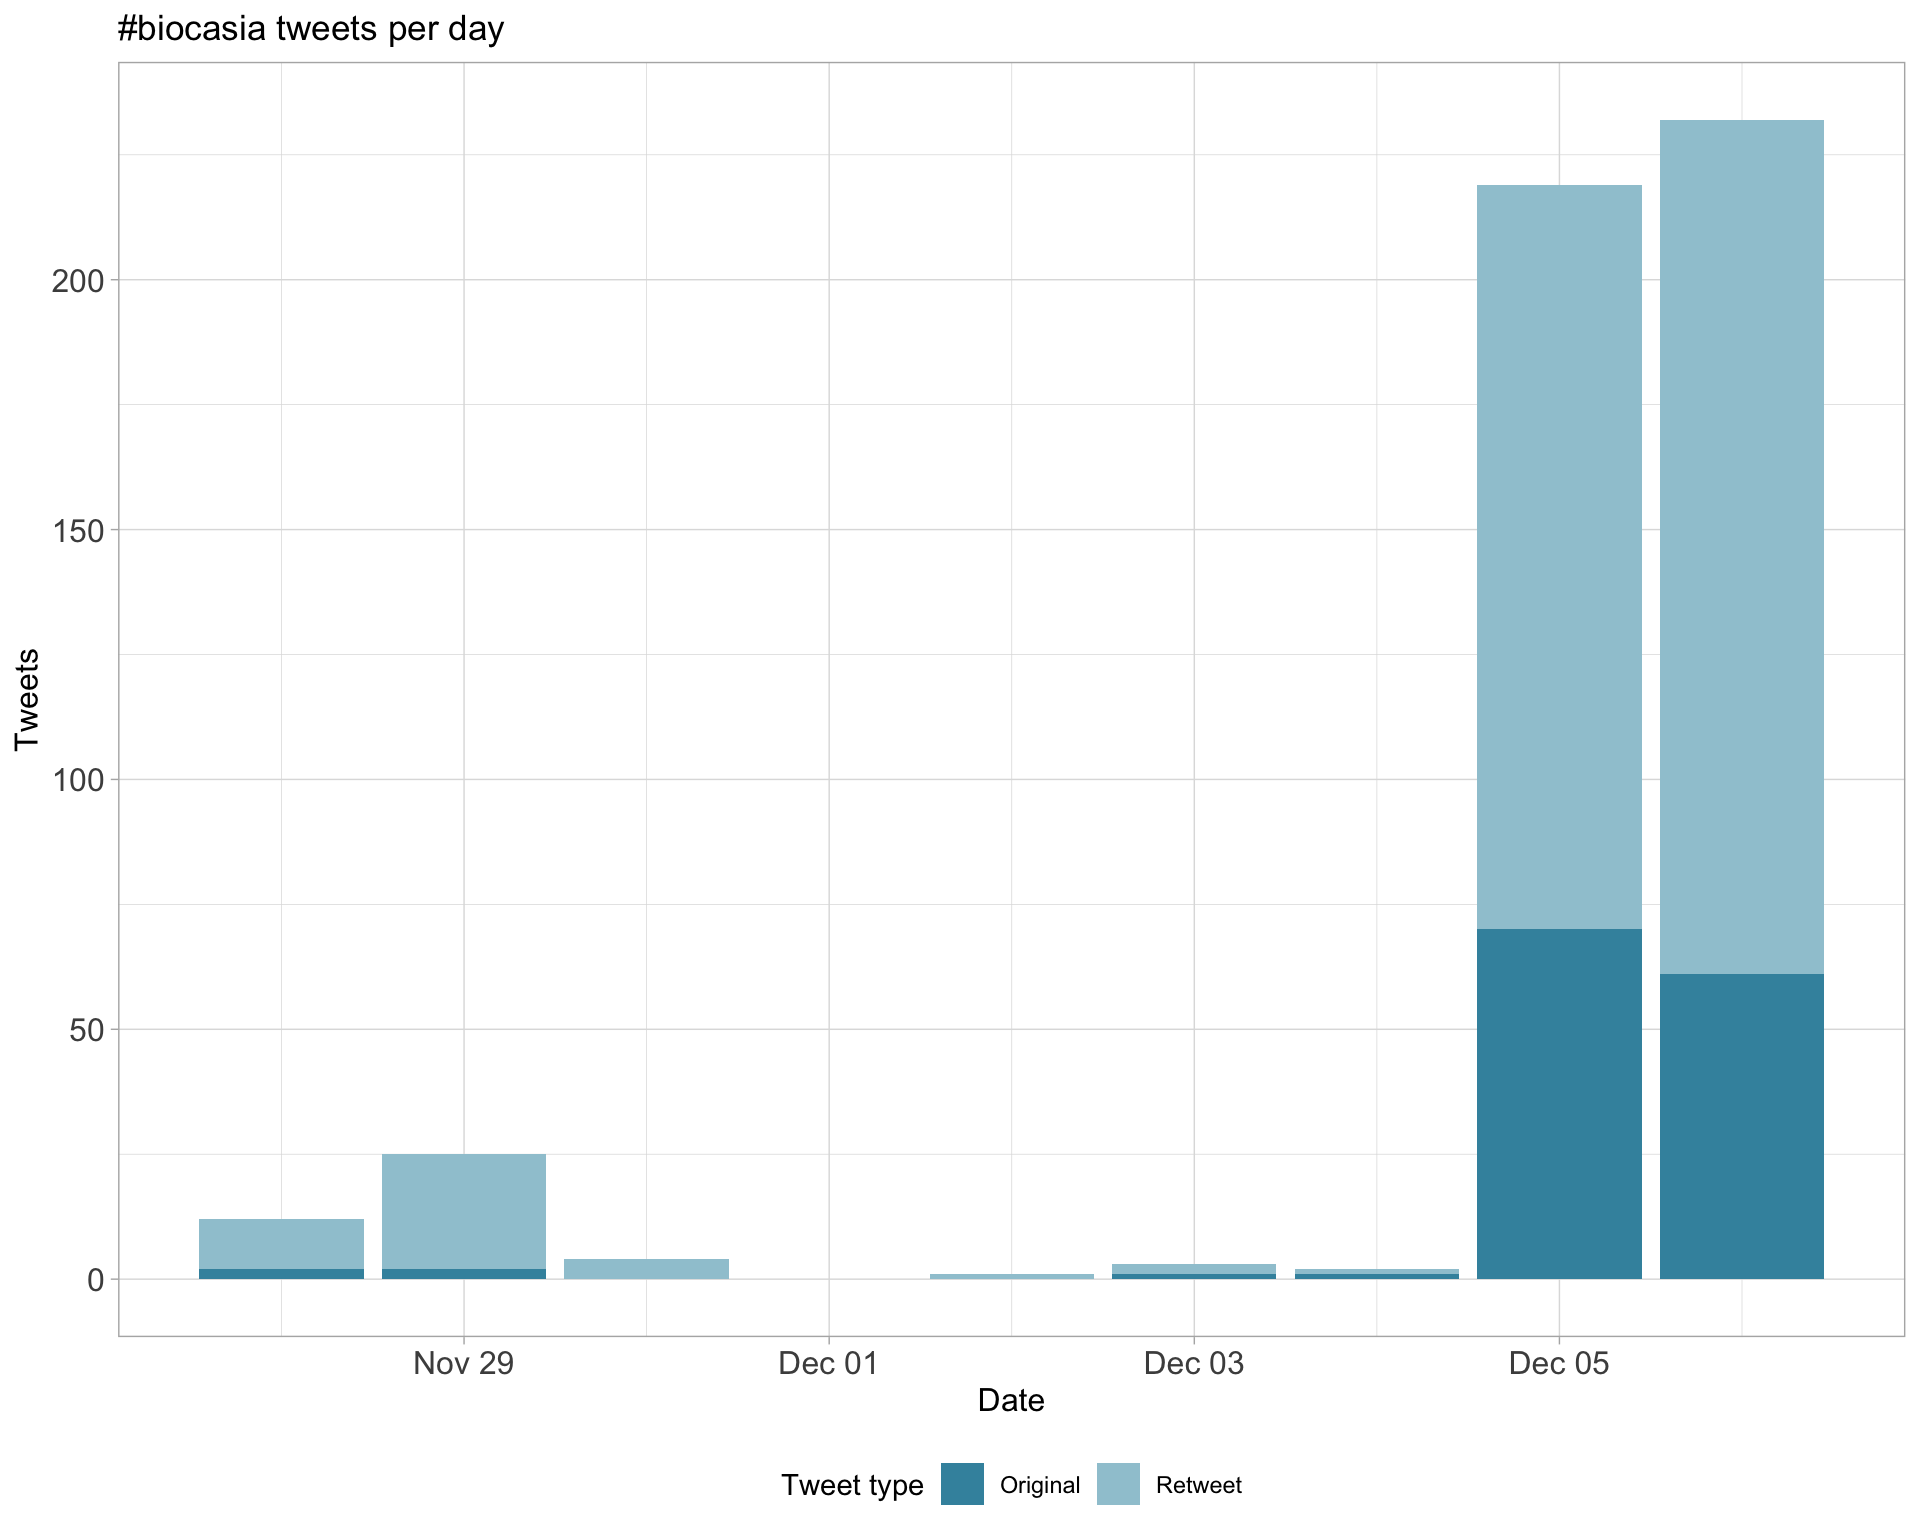 #biocasia tweets per day
200
150
100
50
0
Tweets
Nov 29
Dec 01
Dec 03
Dec 05
Date
Tweet type
Original
Retweet